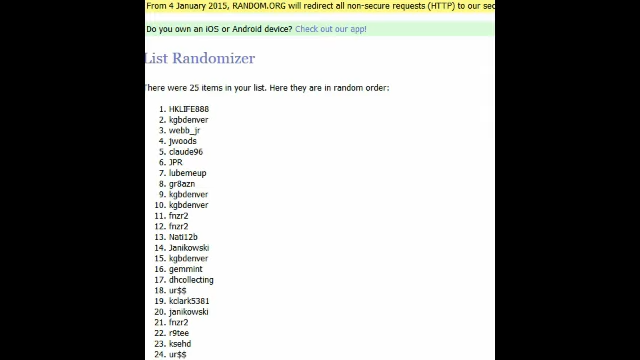 From 4 January 2015, RANDOM.ORG will redirect all non-secure requests (HTTP) to our sec
Do you own an iOS or Android device? Check out our app!
List Randomizer
There were 25 items in your list. Here they are in random order:
1. HKLIFE888
2. kgbdenver
3. webb_jr
4. jwoods
5. claude96
6. JPR
7. lubemeup
8. gr8azn
9. kgbdenver
10. kgbdenver
11. fnzr2
12. fnzr2
13. Nati12b
14. Janikowski
15. kgbdenver
16. gemmint
17. dhcollecting
18. ur$$
19. kclark5381
20. janikowski
21. fnzr2
22. r9tee
23. ksehd
24. ur$$